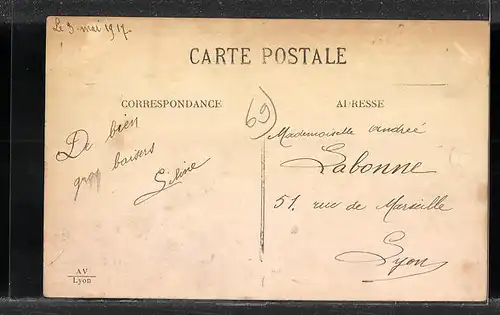 Le 3 mai 1917.
CARTE POSTALE
CORRESPONDANCE
ADRESSE
69
De bien
gros baisers
Céline
Mademoiselle Andrée
Labonne
51. rue de Marseille
Lyon
AV
Lyon